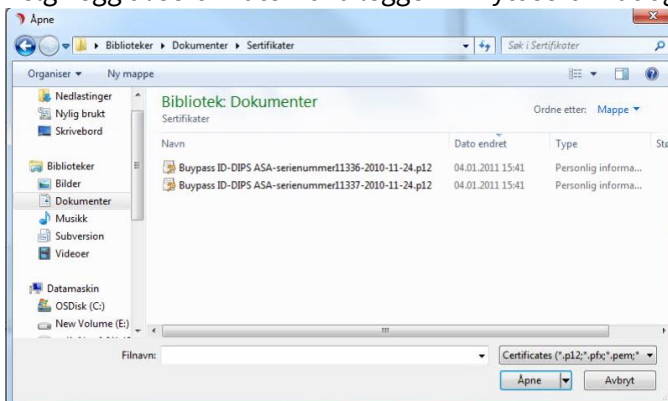 Åpne
Biblioteker ▸ Dokumenter ▸ Sertifikater
Søk i Sertifikater
Organiser
Ny mappe
Nedlastinger
Nylig brukt
Skrivebord
Biblioteker
Bilder
Dokumenter
Musikk
Subversion
Videoer
Datamaskin
OSDisk (C:)
New Volume (E:)
Bibliotek: Dokumenter
Sertifikater
Ordne etter: Mappe
Navn Dato endret Type Stø
Buypass ID-DIPS ASA-serienummer11336-2010-11-24.p12 04.01.2011 15:41 Personlig informa...
Buypass ID-DIPS ASA-serienummer11337-2010-11-24.p12 04.01.2011 15:41 Personlig informa...
Filnavn:
Certificates (*.p12;*.pfx;*.pem;*
Åpne
Avbryt